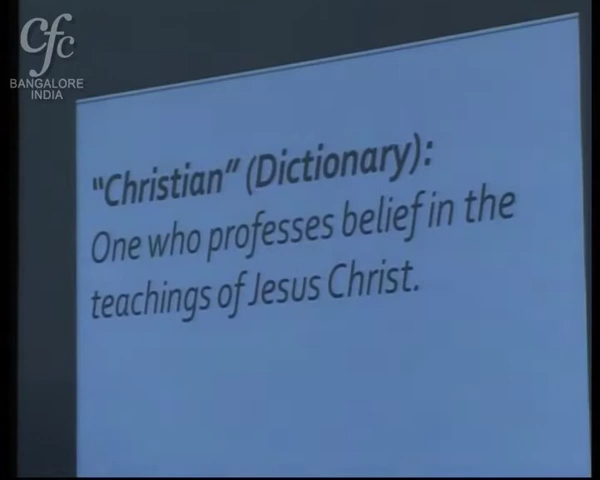 cfc
BANGALORE
INDIA
"Christian" (Dictionary):
One who professes belief in the
teachings of Jesus Christ.